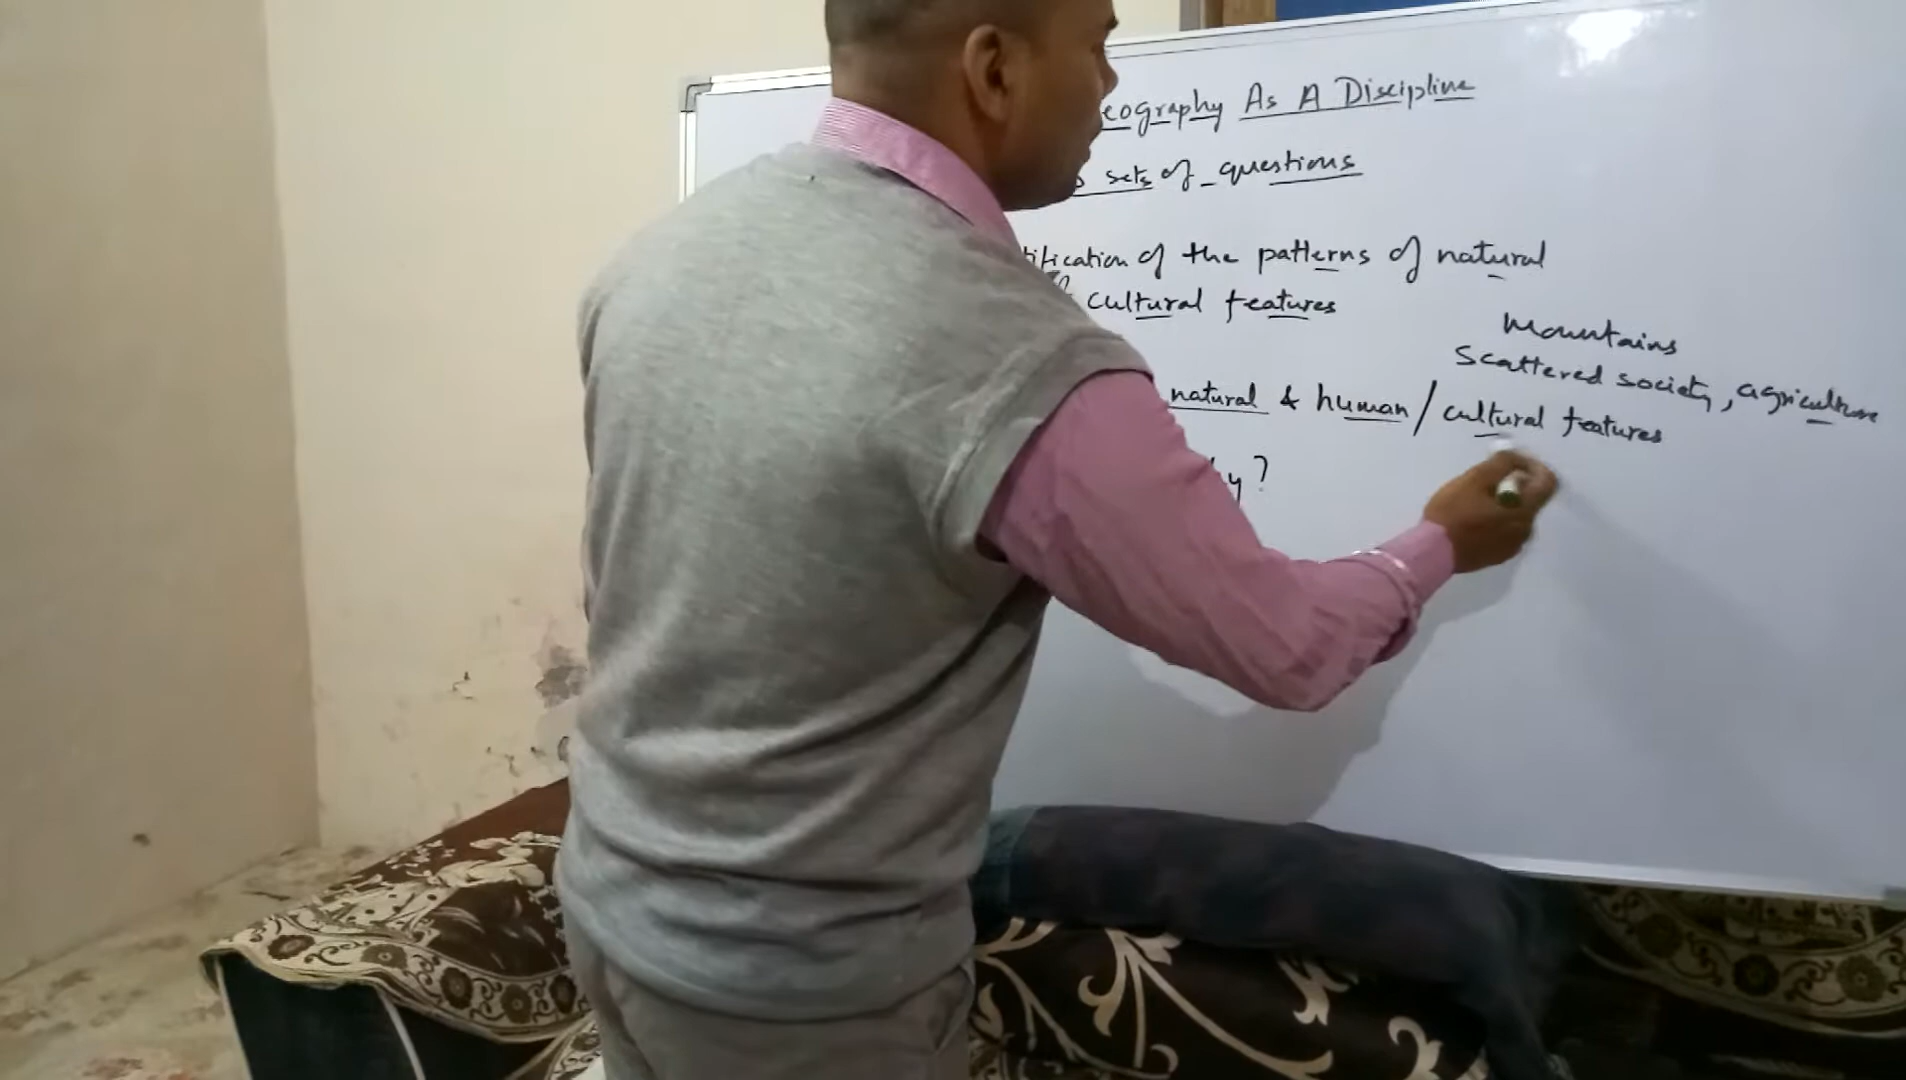 eography As A Discipline
sets of questions
tification of the patterns of natural
cultural features
Mountains
Scattered society, agriculture
natural & human / cultural features
y?